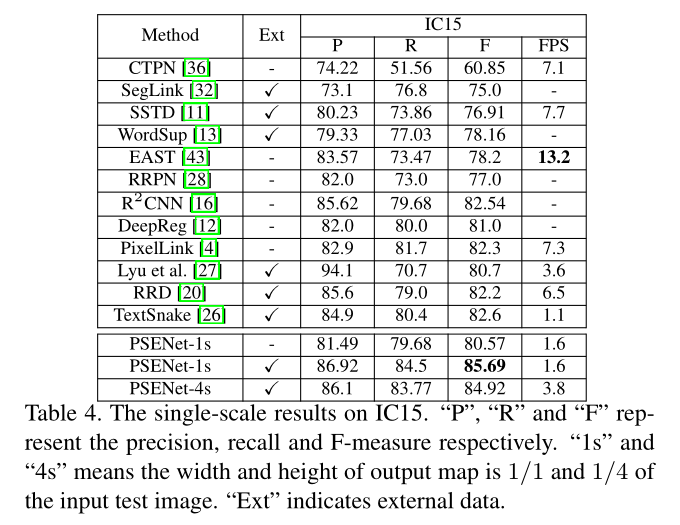 Method Ext IC15
P R F FPS
CTPN [36] - 74.22 51.56 60.85 7.1
SegLink [32] ✓ 73.1 76.8 75.0 -
SSTD [11] ✓ 80.23 73.86 76.91 7.7
WordSup [13] ✓ 79.33 77.03 78.16 -
EAST [43] - 83.57 73.47 78.2 13.2
RRPN [28] - 82.0 73.0 77.0 -
R²CNN [16] - 85.62 79.68 82.54 -
DeepReg [12] - 82.0 80.0 81.0 -
PixelLink [4] - 82.9 81.7 82.3 7.3
Lyu et al. [27] ✓ 94.1 70.7 80.7 3.6
RRD [20] ✓ 85.6 79.0 82.2 6.5
TextSnake [26] ✓ 84.9 80.4 82.6 1.1
PSENet-1s - 81.49 79.68 80.57 1.6
PSENet-1s ✓ 86.92 84.5 85.69 1.6
PSENet-4s ✓ 86.1 83.77 84.92 3.8
Table 4. The single-scale results on IC15. “P”, “R” and “F” rep-
resent the precision, recall and F-measure respectively. “1s” and
“4s” means the width and height of output map is 1/1 and 1/4 of
the input test image. “Ext” indicates external data.